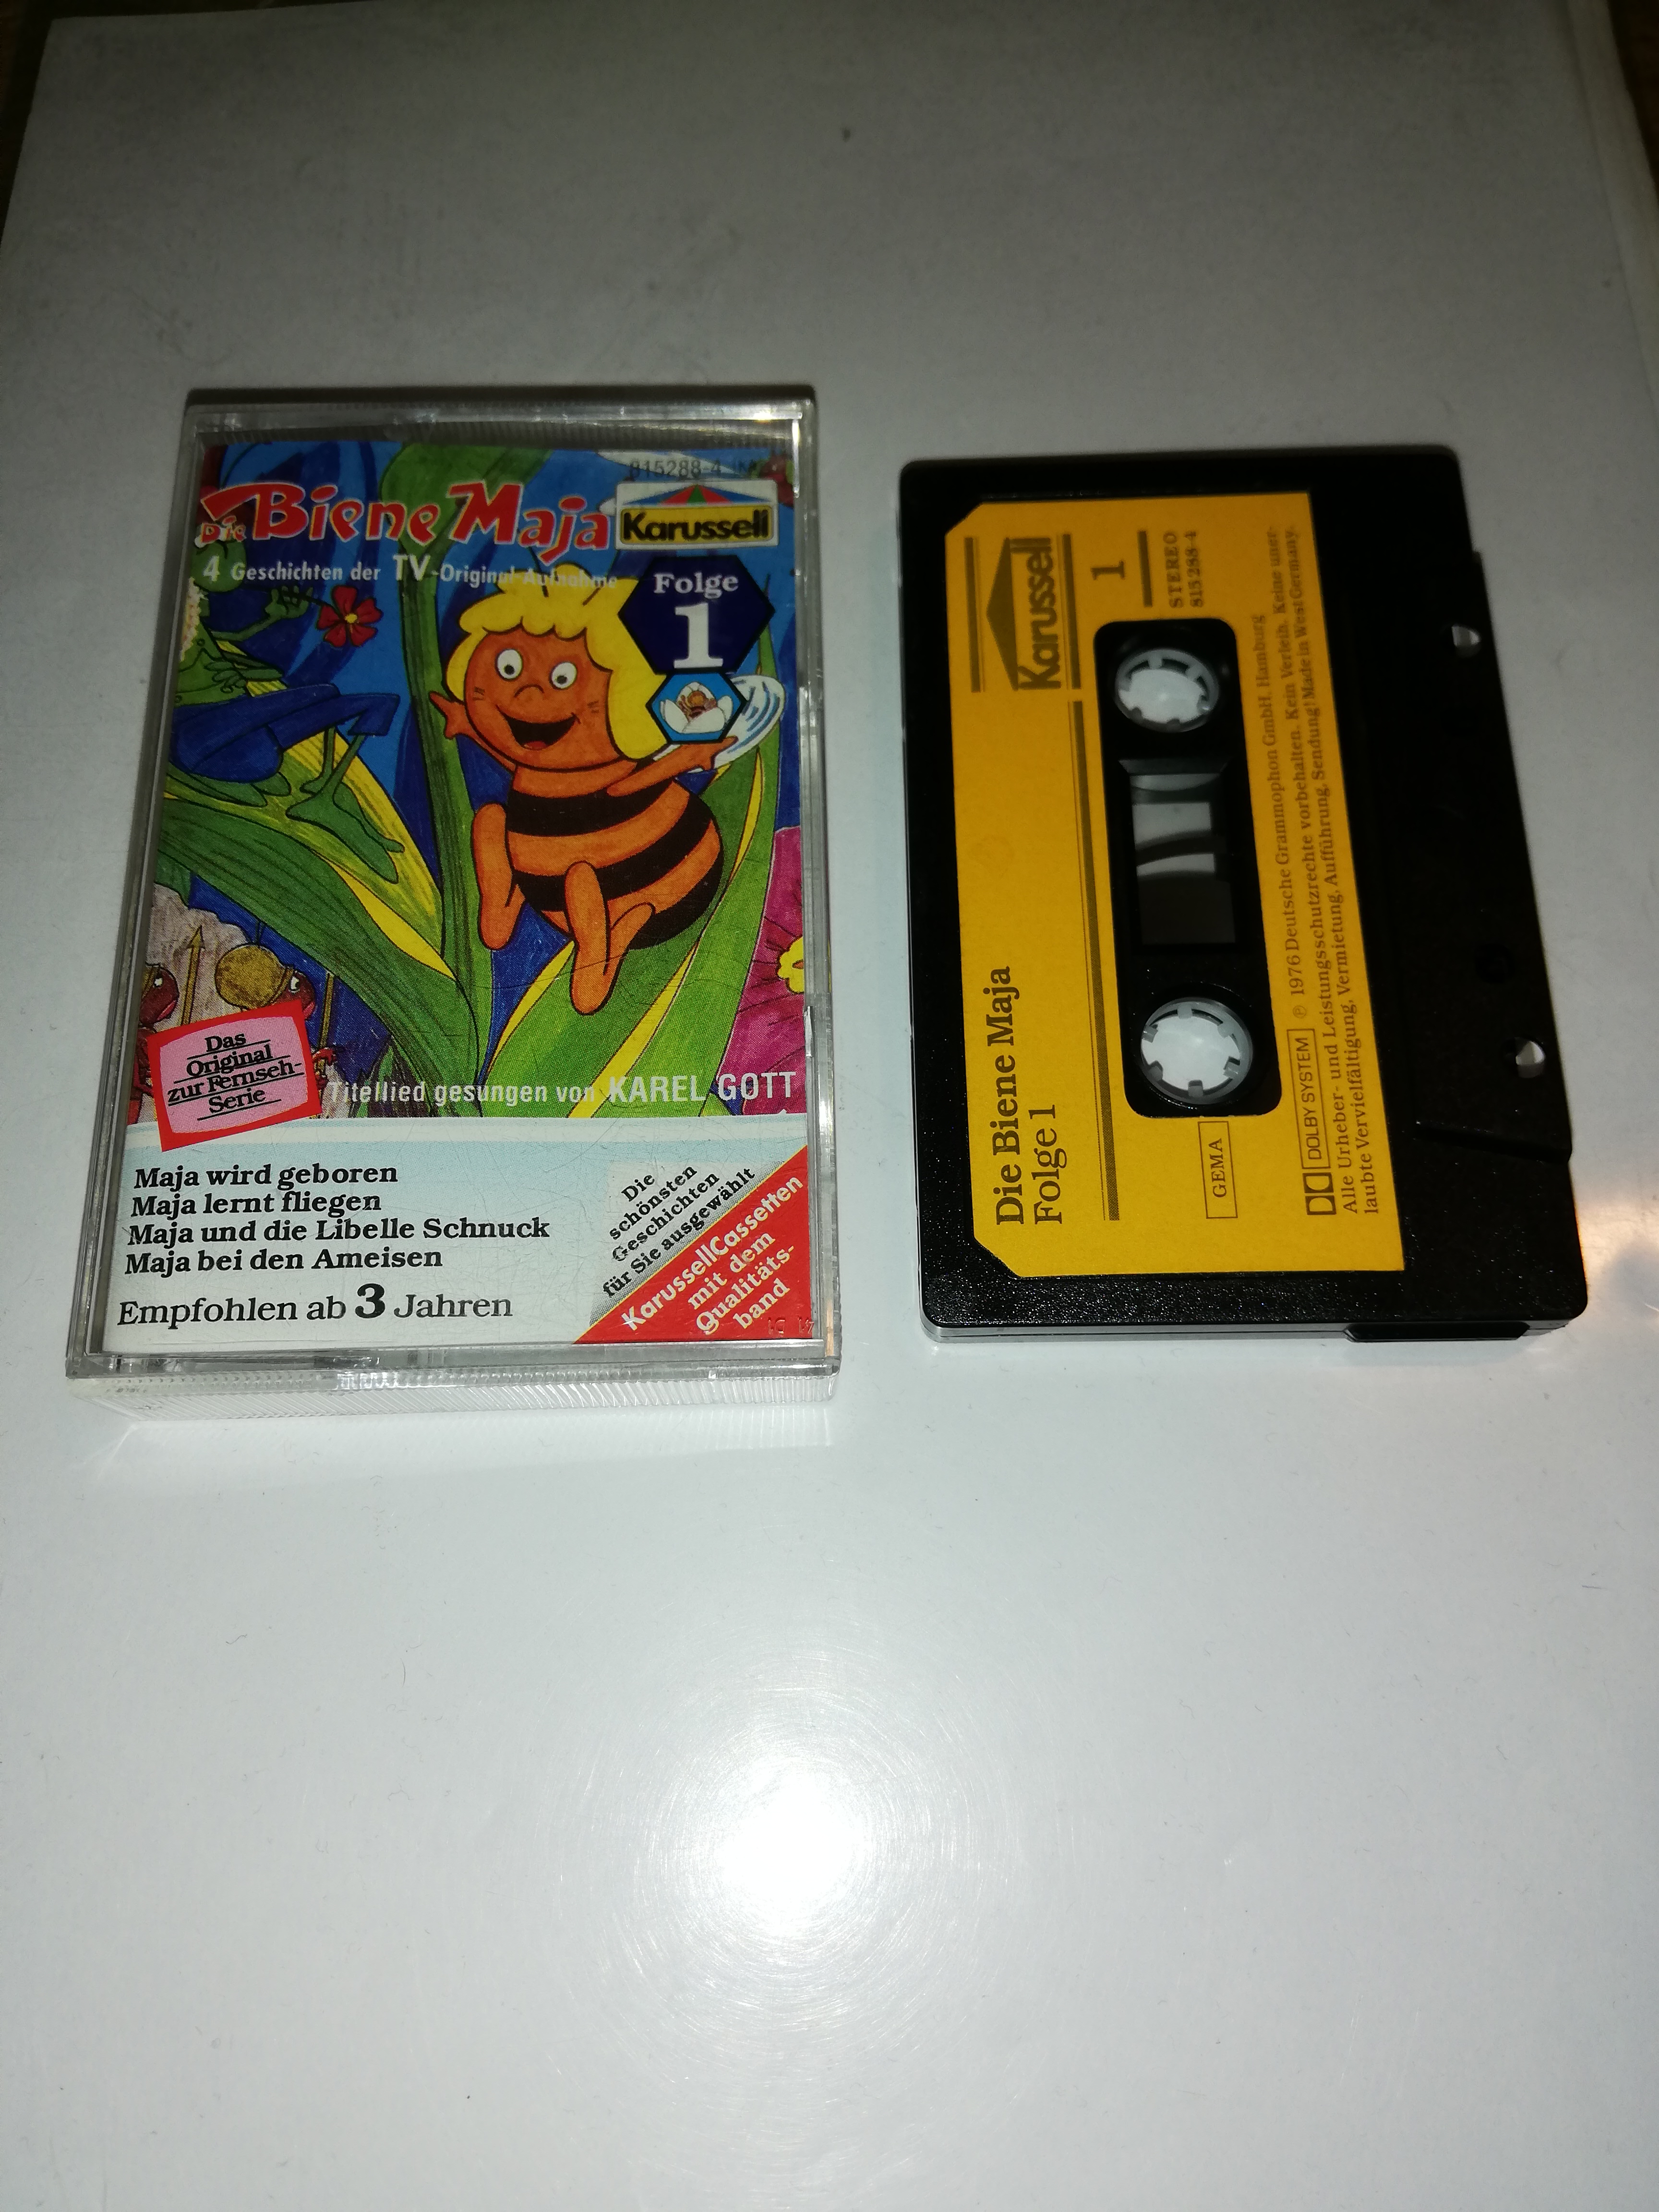 815288-4
Die Biene Maja
Karussell
4 Geschichten der TV-Original-Aufnahme
Folge
1
Das
Original
zur Fernseh-
Serie
Titellied gesungen von KAREL GOTT
Maja wird geboren
Maja lernt fliegen
Maja und die Libelle Schnuck
Maja bei den Ameisen
Empfohlen ab 3 Jahren
Die
schönsten
Geschichten
für Sie ausgewählt
KarussellCassetten
mit dem
Qualitäts-
band
Karussell
Die Biene Maja
Folge 1
1
STEREO
815 288-4
GEMA
DOLBY SYSTEM ℗ 1976 Deutsche Grammophon GmbH, Hamburg
Alle Urheber- und Leistungsschutzrechte vorbehalten. Kein Verleih. Keine uner-
laubte Vervielfältigung, Vermietung, Aufführung, Sendung! Made in West Germany.